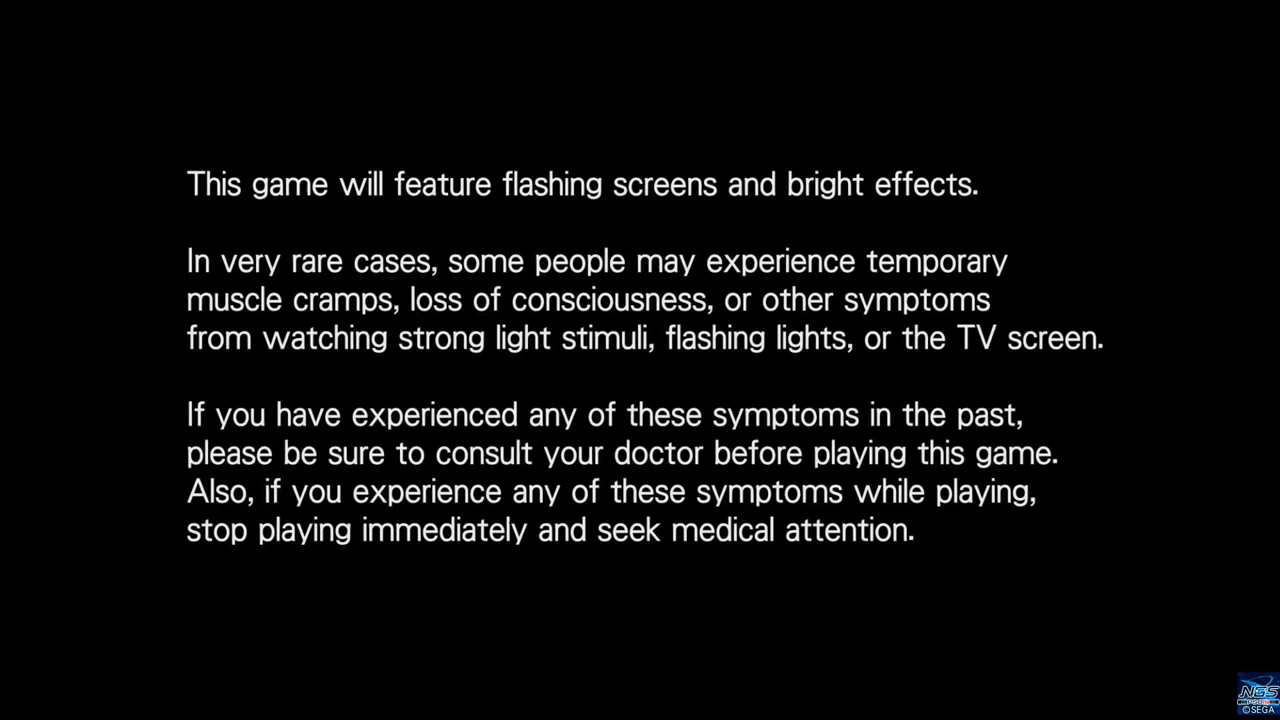 This game will feature flashing screens and bright effects.
In very rare cases, some people may experience temporary
muscle cramps, loss of consciousness, or other symptoms
from watching strong light stimuli, flashing lights, or the TV screen.
If you have experienced any of these symptoms in the past,
please be sure to consult your doctor before playing this game.
Also, if you experience any of these symptoms while playing,
stop playing immediately and seek medical attention.
NGS
©SEGA